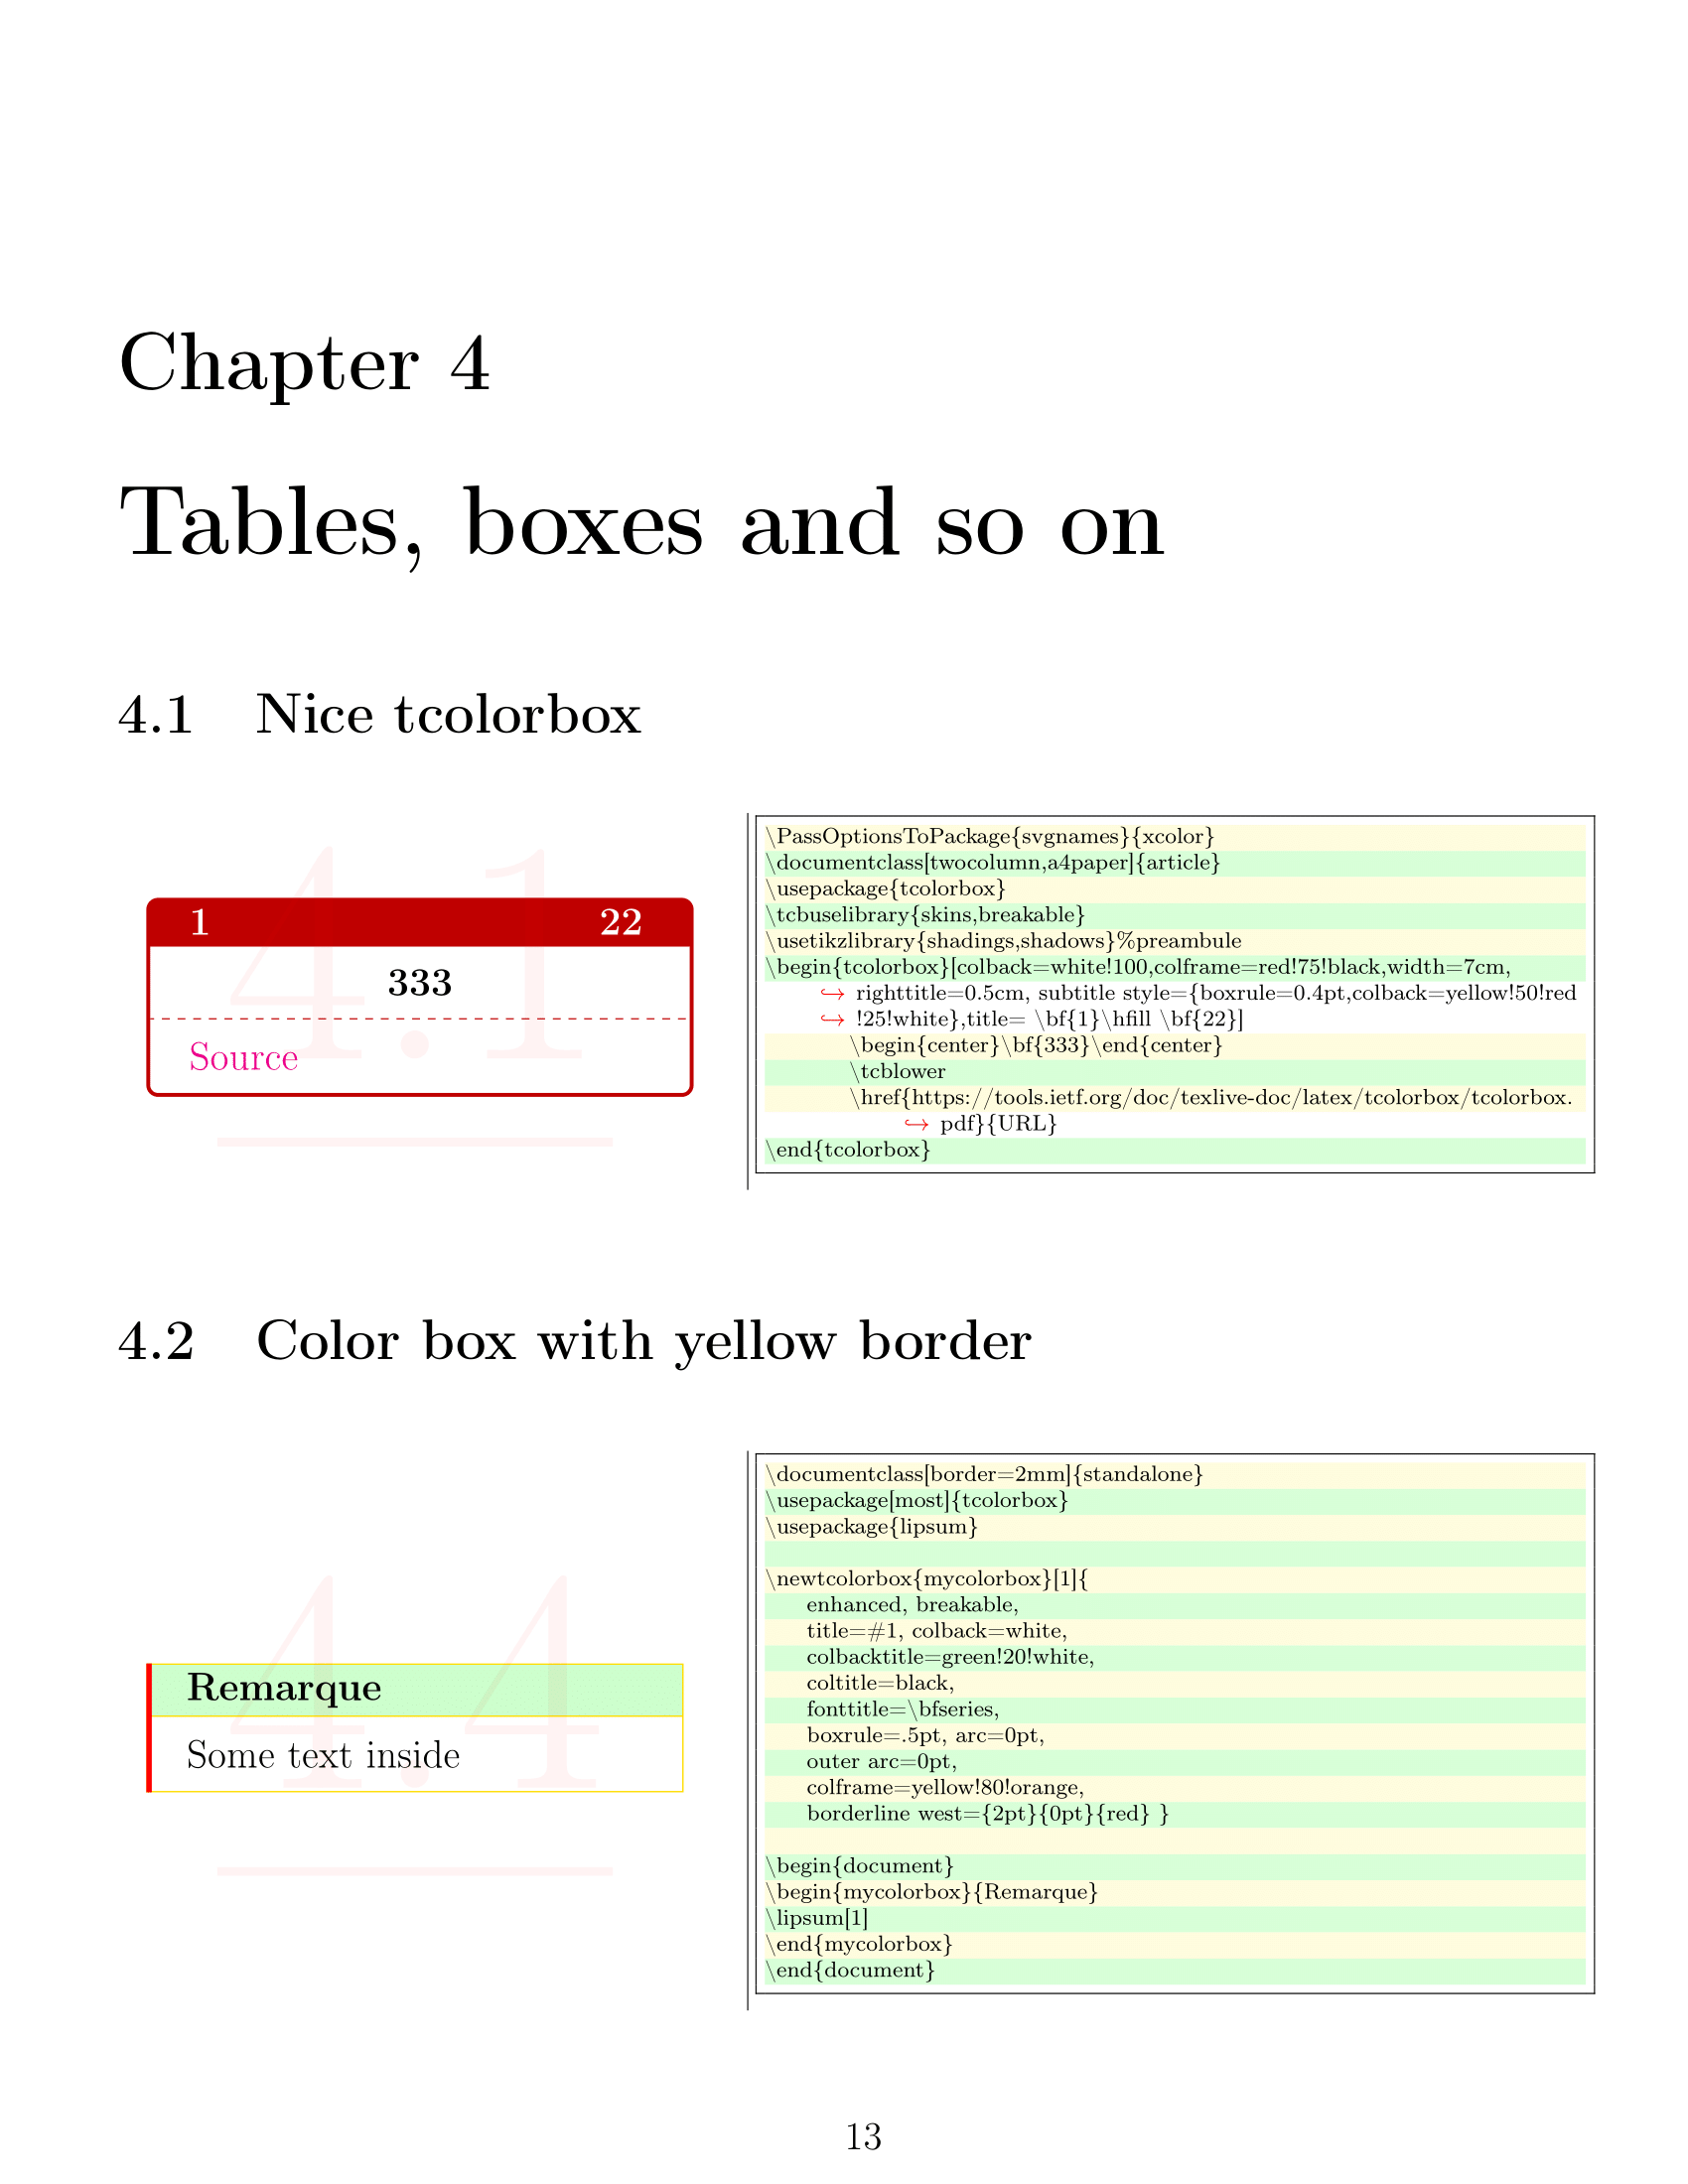 Chapter 4
Tables, boxes and so on
4.1 Nice tcolorbox
4.1
1 22
333
Source
\PassOptionsToPackage{svgnames}{xcolor}
\documentclass[twocolumn,a4paper]{article}
\usepackage{tcolorbox}
\tcbuselibrary{skins,breakable}
\usetikzlibrary{shadings,shadows}%preambule
\begin{tcolorbox}[colback=white!100,colframe=red!75!black,width=7cm,
↪ righttitle=0.5cm, subtitle style={boxrule=0.4pt,colback=yellow!50!red
↪ !25!white},title= \bf{1}\hfill \bf{22}]
\begin{center}\bf{333}\end{center}
\tcblower
\href{https://tools.ietf.org/doc/texlive-doc/latex/tcolorbox/tcolorbox.
↪ pdf}{URL}
\end{tcolorbox}
4.2 Color box with yellow border
4.4
Remarque
Some text inside
\documentclass[border=2mm]{standalone}
\usepackage[most]{tcolorbox}
\usepackage{lipsum}
\newtcolorbox{mycolorbox}[1]{
enhanced, breakable,
title=#1, colback=white,
colbacktitle=green!20!white,
coltitle=black,
fonttitle=\bfseries,
boxrule=.5pt, arc=0pt,
outer arc=0pt,
colframe=yellow!80!orange,
borderline west={2pt}{0pt}{red} }
\begin{document}
\begin{mycolorbox}{Remarque}
\lipsum[1]
\end{mycolorbox}
\end{document}
13